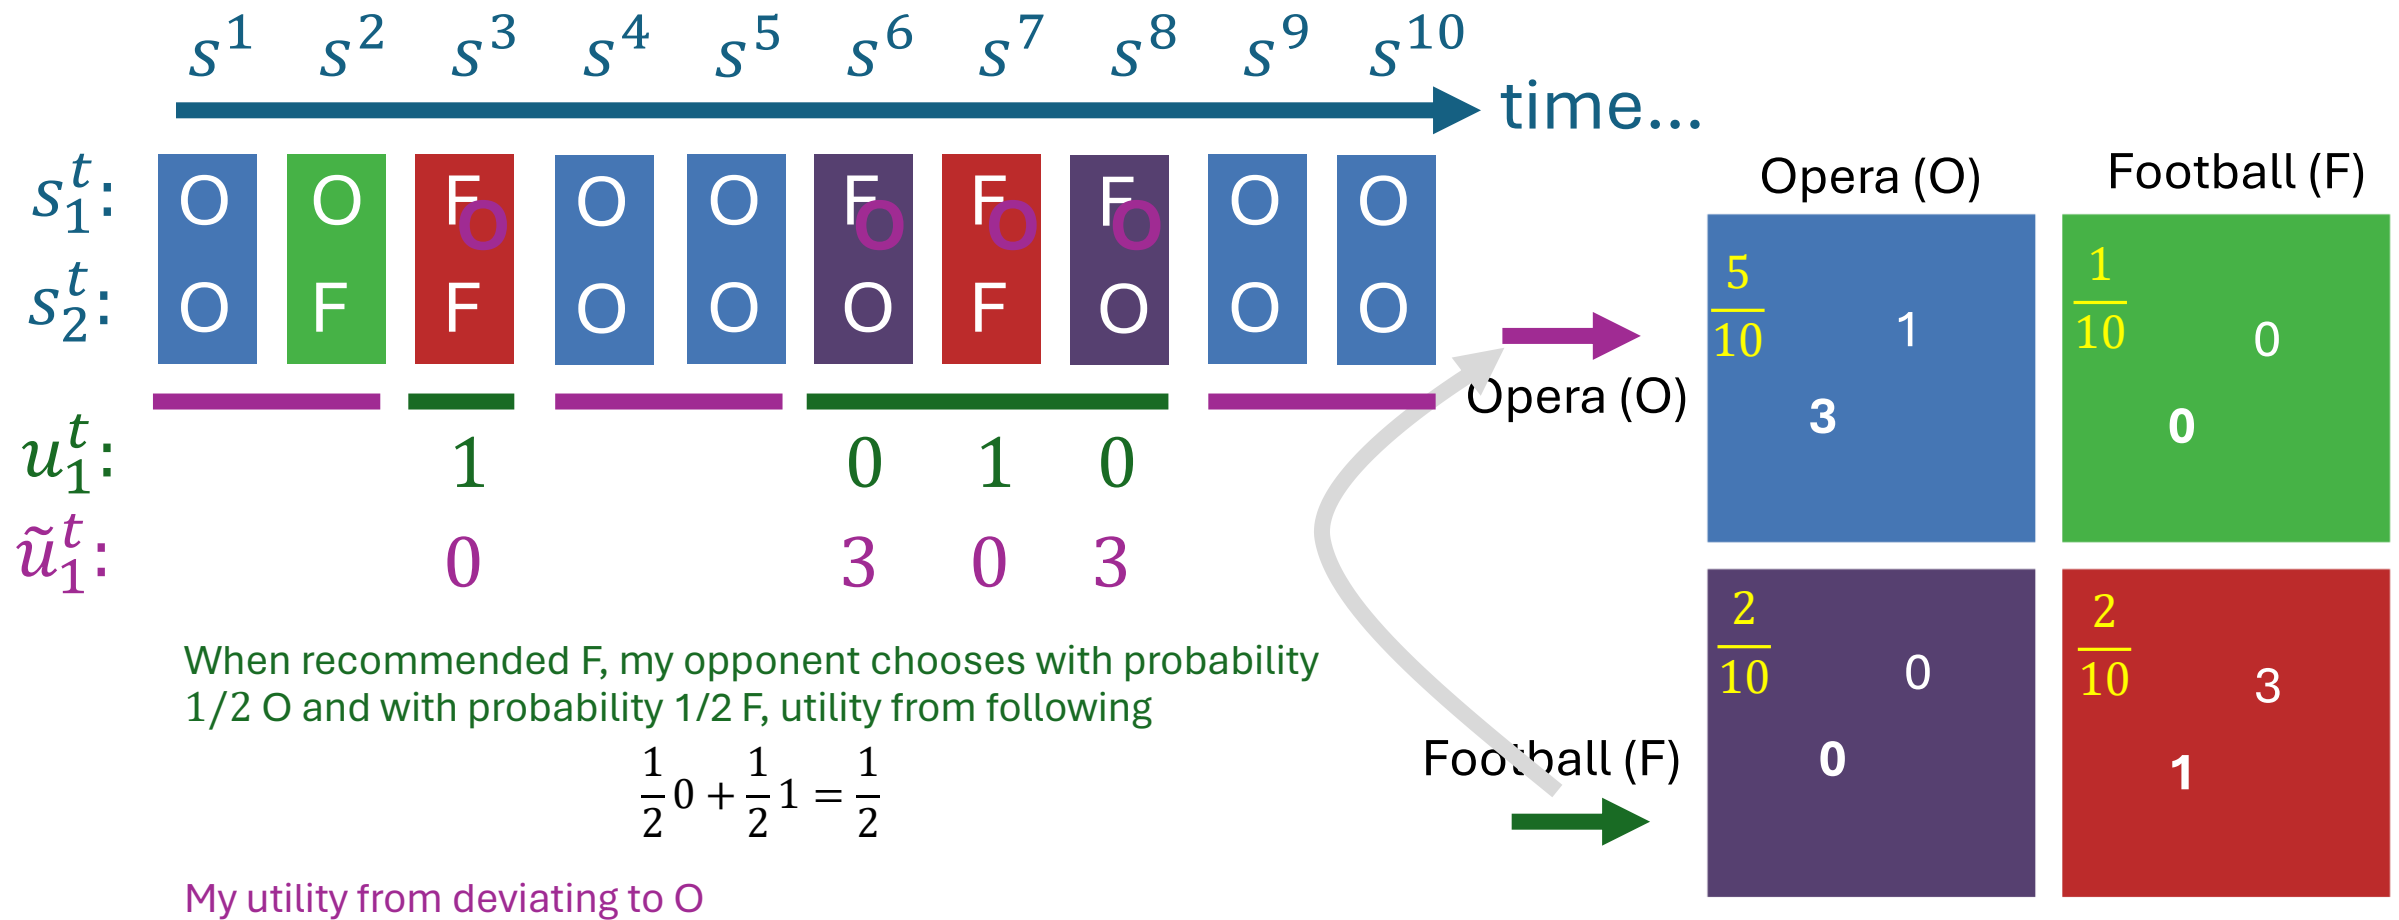 s¹ s² s³ s⁴ s⁵ s⁶ s⁷ s⁸ s⁹ s¹⁰
time...
s₁ᵗ: O O F O O F F F O O
O O O O
s₂ᵗ: O F F O O O F O O O
u₁ᵗ: 1 0 1 0
ũ₁ᵗ: 0 3 0 3
When recommended F, my opponent chooses with probability
1/2 O and with probability 1/2 F, utility from following
1/2 0 + 1/2 1 = 1/2
My utility from deviating to O
Opera (O) Football (F)
Opera (O)
5/10 1 3
1/10 0 0
Football (F)
2/10 0 0
2/10 3 1